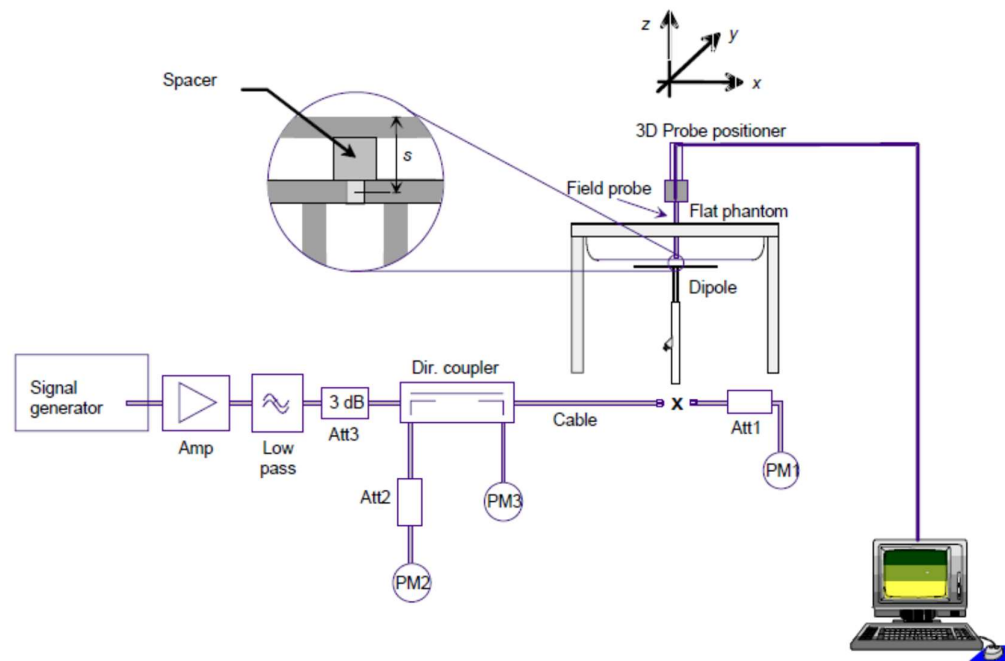 z
y
x
Spacer
s
3D Probe positioner
Field probe
Flat phantom
Dipole
Signal
generator
Amp
Low
pass
3 dB
Att3
Dir. coupler
Cable
X
Att1
PM1
Att2
PM3
PM2